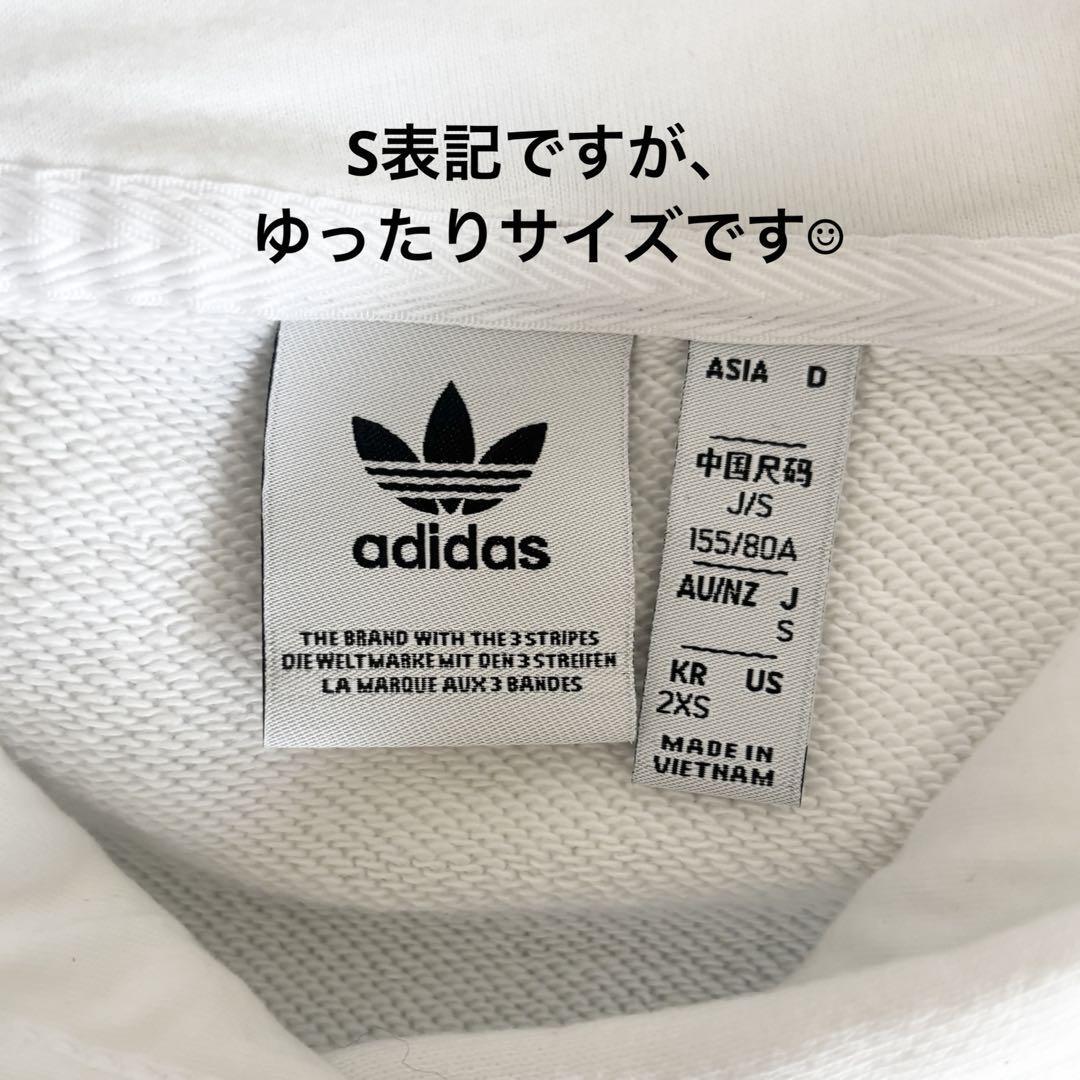 S表記ですが、
ゆったりサイズです☺
adidas
THE BRAND WITH THE 3 STRIPES
DIE WELTMARKE MIT DEN 3 STREIFEN
LA MARQUE AUX 3 BANDES
ASIA D
中国尺码
J/S
155/80A
AU/NZ J
S
KR US
2XS
MADE IN
VIETNAM